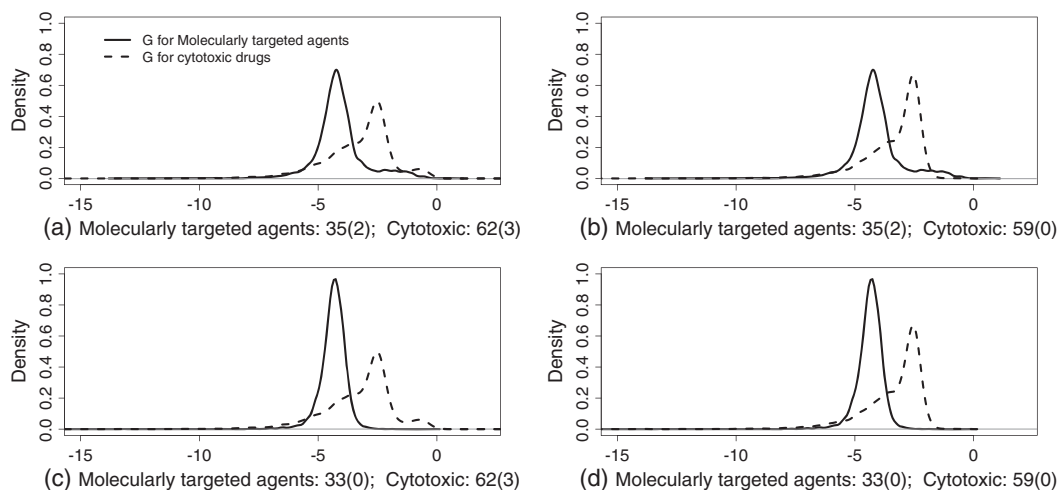 Density
1.0
0.8
0.6
0.4
0.2
0.0
G for Molecularly targeted agents
G for cytotoxic drugs
-15 -10 -5 0
(a) Molecularly targeted agents: 35(2); Cytotoxic: 62(3)
Density
1.0
0.8
0.6
0.4
0.2
0.0
-15 -10 -5 0
(b) Molecularly targeted agents: 35(2); Cytotoxic: 59(0)
Density
1.0
0.8
0.6
0.4
0.2
0.0
-15 -10 -5 0
(c) Molecularly targeted agents: 33(0); Cytotoxic: 62(3)
Density
1.0
0.8
0.6
0.4
0.2
0.0
-15 -10 -5 0
(d) Molecularly targeted agents: 33(0); Cytotoxic: 59(0)